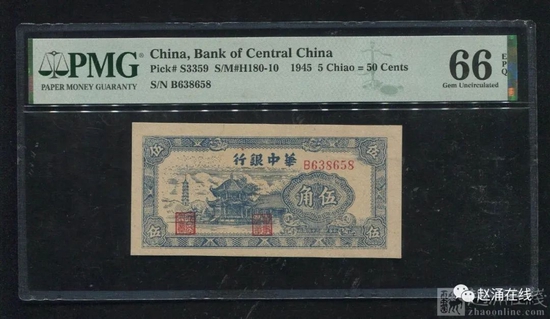 PMG
PAPER MONEY GUARANTY
China, Bank of Central China
Pick# S3359 S/M#H180-10 1945 5 Chiao = 50 Cents
S/N B638658
66 EPQ
Gem Uncirculated
行銀中華
B638658
角伍
伍
伍
伍
伍
赵涌在线
zhaoonline.com